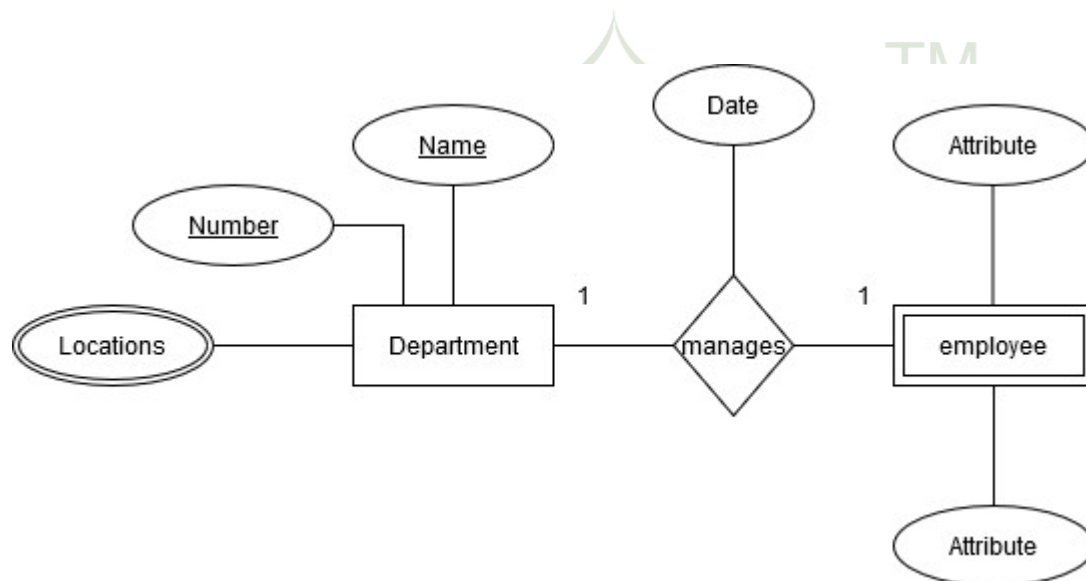 TM
Date
Name
Attribute
Number
1
1
Locations
Department
manages
employee
Attribute